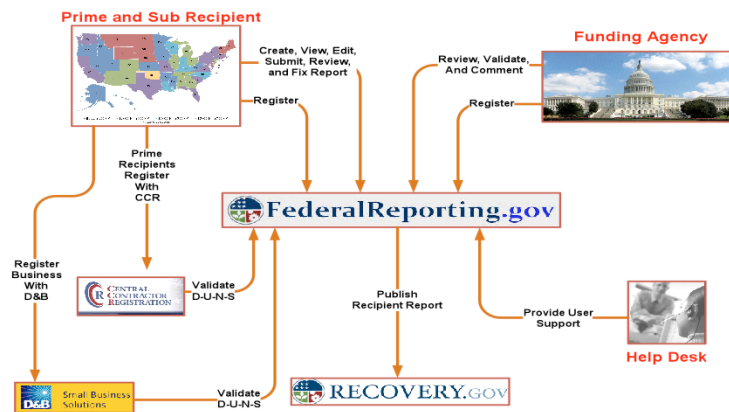 Prime and Sub Recipient
Funding Agency
Create, View, Edit,
Submit, Review,
and Fix Report
Review, Validate,
And Comment
Register
Register
Prime
Recipients
Register
With
CCR
FederalReporting.gov
Register
Business
With
D&B
CENTRAL
CONTRACTOR
REGISTRATION
Validate
D-U-N-S
Publish
Recipient Report
Provide User
Support
Help Desk
D&B
Small Business
Solutions
Validate
D-U-N-S
RECOVERY.GOV